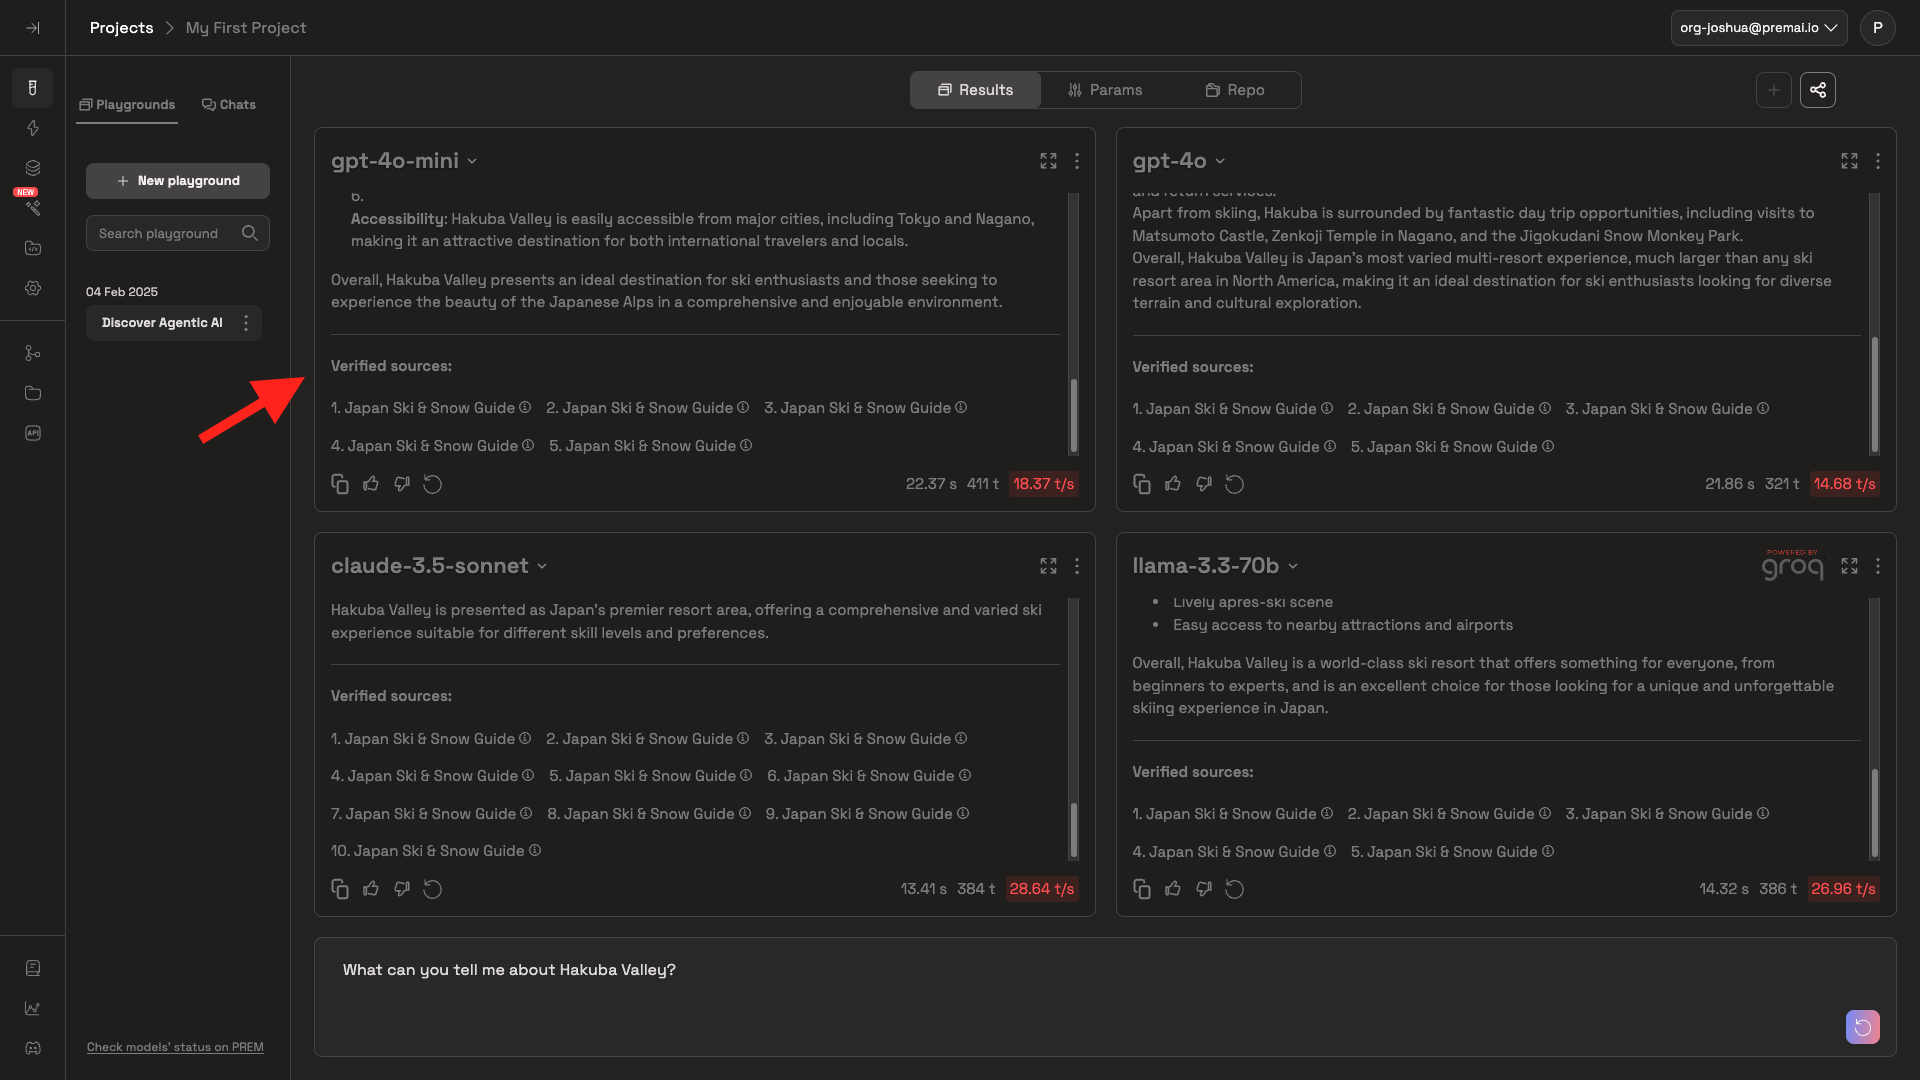 Projects > My First Project
org-joshua@premai.io
P
Results
Params
Repo
Playgrounds
Chats
+ New playground
Search playground
NEW
04 Feb 2025
Discover Agentic AI
API
Check models' status on PREM
gpt-4o-mini
6.
Accessibility: Hakuba Valley is easily accessible from major cities, including Tokyo and Nagano,
making it an attractive destination for both international travelers and locals.
Overall, Hakuba Valley presents an ideal destination for ski enthusiasts and those seeking to
experience the beauty of the Japanese Alps in a comprehensive and enjoyable environment.
Verified sources:
1. Japan Ski & Snow Guide 2. Japan Ski & Snow Guide 3. Japan Ski & Snow Guide
4. Japan Ski & Snow Guide 5. Japan Ski & Snow Guide
22.37 s 411 t 18.37 t/s
gpt-4o
and return services.
Apart from skiing, Hakuba is surrounded by fantastic day trip opportunities, including visits to
Matsumoto Castle, Zenkoji Temple in Nagano, and the Jigokudani Snow Monkey Park.
Overall, Hakuba Valley is Japan's most varied multi-resort experience, much larger than any ski
resort area in North America, making it an ideal destination for ski enthusiasts looking for diverse
terrain and cultural exploration.
Verified sources:
1. Japan Ski & Snow Guide 2. Japan Ski & Snow Guide 3. Japan Ski & Snow Guide
4. Japan Ski & Snow Guide 5. Japan Ski & Snow Guide
21.86 s 321 t 14.68 t/s
claude-3.5-sonnet
Hakuba Valley is presented as Japan's premier resort area, offering a comprehensive and varied ski
experience suitable for different skill levels and preferences.
Verified sources:
1. Japan Ski & Snow Guide 2. Japan Ski & Snow Guide 3. Japan Ski & Snow Guide
4. Japan Ski & Snow Guide 5. Japan Ski & Snow Guide 6. Japan Ski & Snow Guide
7. Japan Ski & Snow Guide 8. Japan Ski & Snow Guide 9. Japan Ski & Snow Guide
10. Japan Ski & Snow Guide
13.41 s 384 t 28.64 t/s
llama-3.3-70b
POWERED BY
groq
• Lively apres-ski scene
• Easy access to nearby attractions and airports
Overall, Hakuba Valley is a world-class ski resort that offers something for everyone, from
beginners to experts, and is an excellent choice for those looking for a unique and unforgettable
skiing experience in Japan.
Verified sources:
1. Japan Ski & Snow Guide 2. Japan Ski & Snow Guide 3. Japan Ski & Snow Guide
4. Japan Ski & Snow Guide 5. Japan Ski & Snow Guide
14.32 s 386 t 26.96 t/s
What can you tell me about Hakuba Valley?